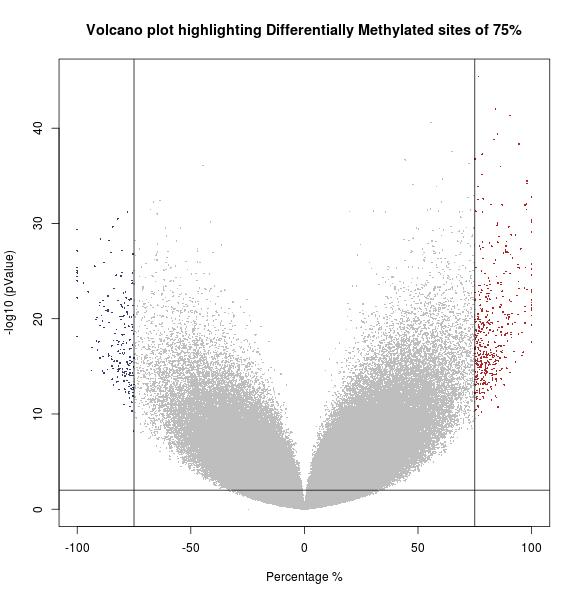 Volcano plot highlighting Differentially Methylated sites of 75%
-log10 (pValue)
40
30
20
10
0
-100 -50 0 50 100
Percentage %